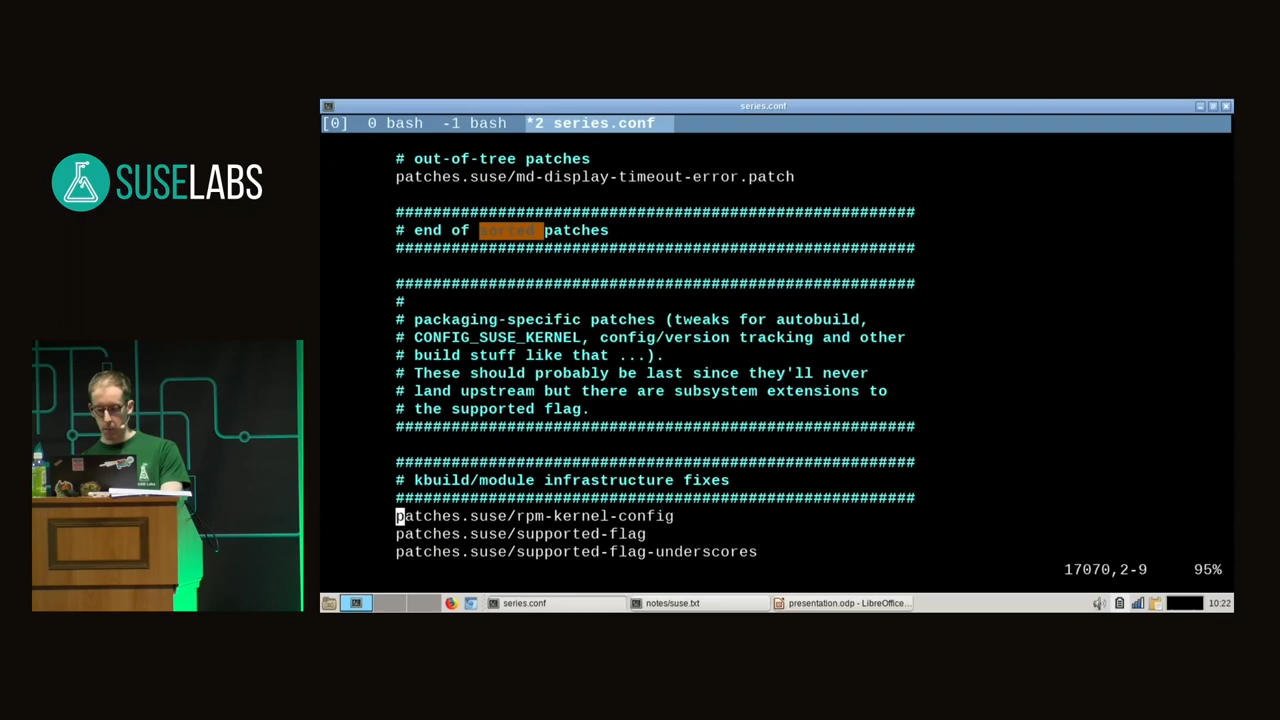 SUSELABS
series.conf
[0] 0 bash -1 bash *2 series.conf
# out-of-tree patches
patches.suse/md-display-timeout-error.patch
########################################################
# end of sorted patches
########################################################
########################################################
#
# packaging-specific patches (tweaks for autobuild,
# CONFIG_SUSE_KERNEL, config/version tracking and other
# build stuff like that ...).
# These should probably be last since they'll never
# land upstream but there are subsystem extensions to
# the supported flag.
########################################################
########################################################
# kbuild/module infrastructure fixes
########################################################
patches.suse/rpm-kernel-config
patches.suse/supported-flag
patches.suse/supported-flag-underscores
17070,2-9 95%
series.conf notes/suse.txt presentation.odp - LibreOffice... 10:22